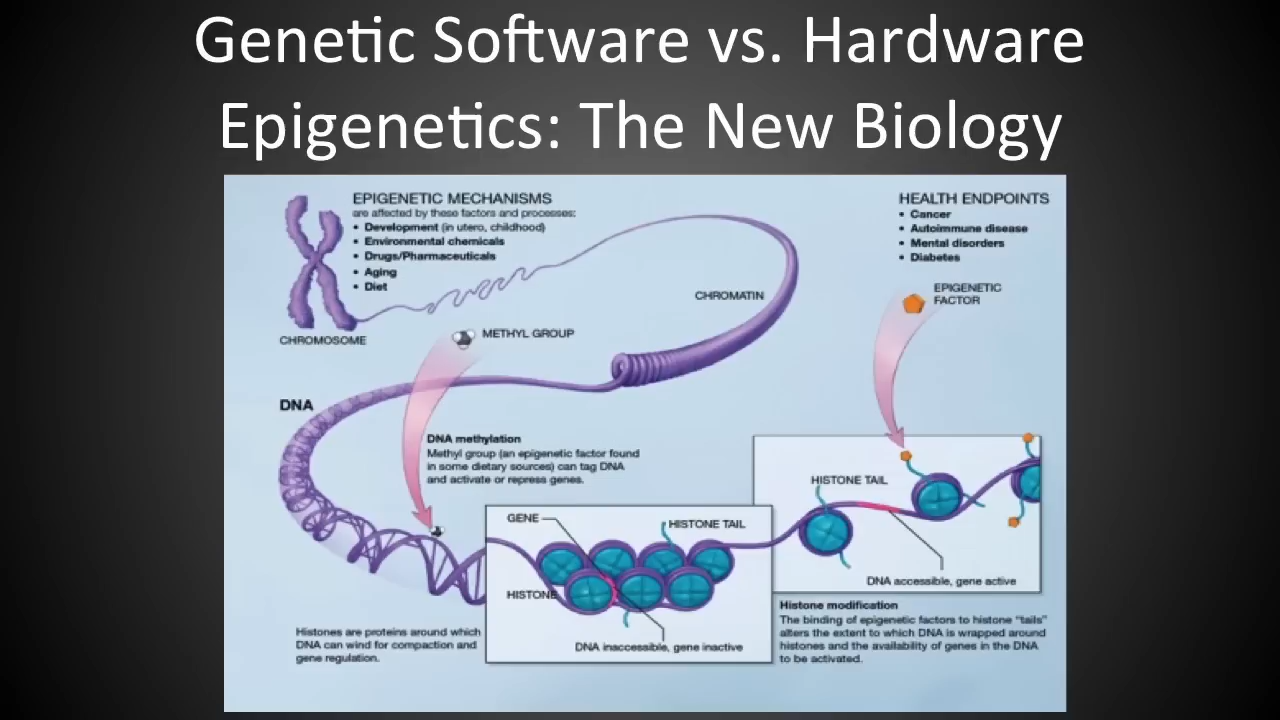 Genetic Software vs. Hardware
Epigenetics: The New Biology
EPIGENETIC MECHANISMS
are affected by these factors and processes:
• Development (in utero, childhood)
• Environmental chemicals
• Drugs/Pharmaceuticals
• Aging
• Diet
HEALTH ENDPOINTS
• Cancer
• Autoimmune disease
• Mental disorders
• Diabetes
EPIGENETIC
FACTOR
CHROMATIN
CHROMOSOME
METHYL GROUP
DNA
DNA methylation
Methyl group (an epigenetic factor found
in some dietary sources) can tag DNA
and activate or repress genes.
HISTONE TAIL
GENE
HISTONE TAIL
DNA accessible, gene active
HISTONE
DNA inaccessible, gene inactive
Histones are proteins around which
DNA can wind for compaction and
gene regulation.
Histone modification
The binding of epigenetic factors to histone “tails”
alters the extent to which DNA is wrapped around
histones and the availability of genes in the DNA
to be activated.